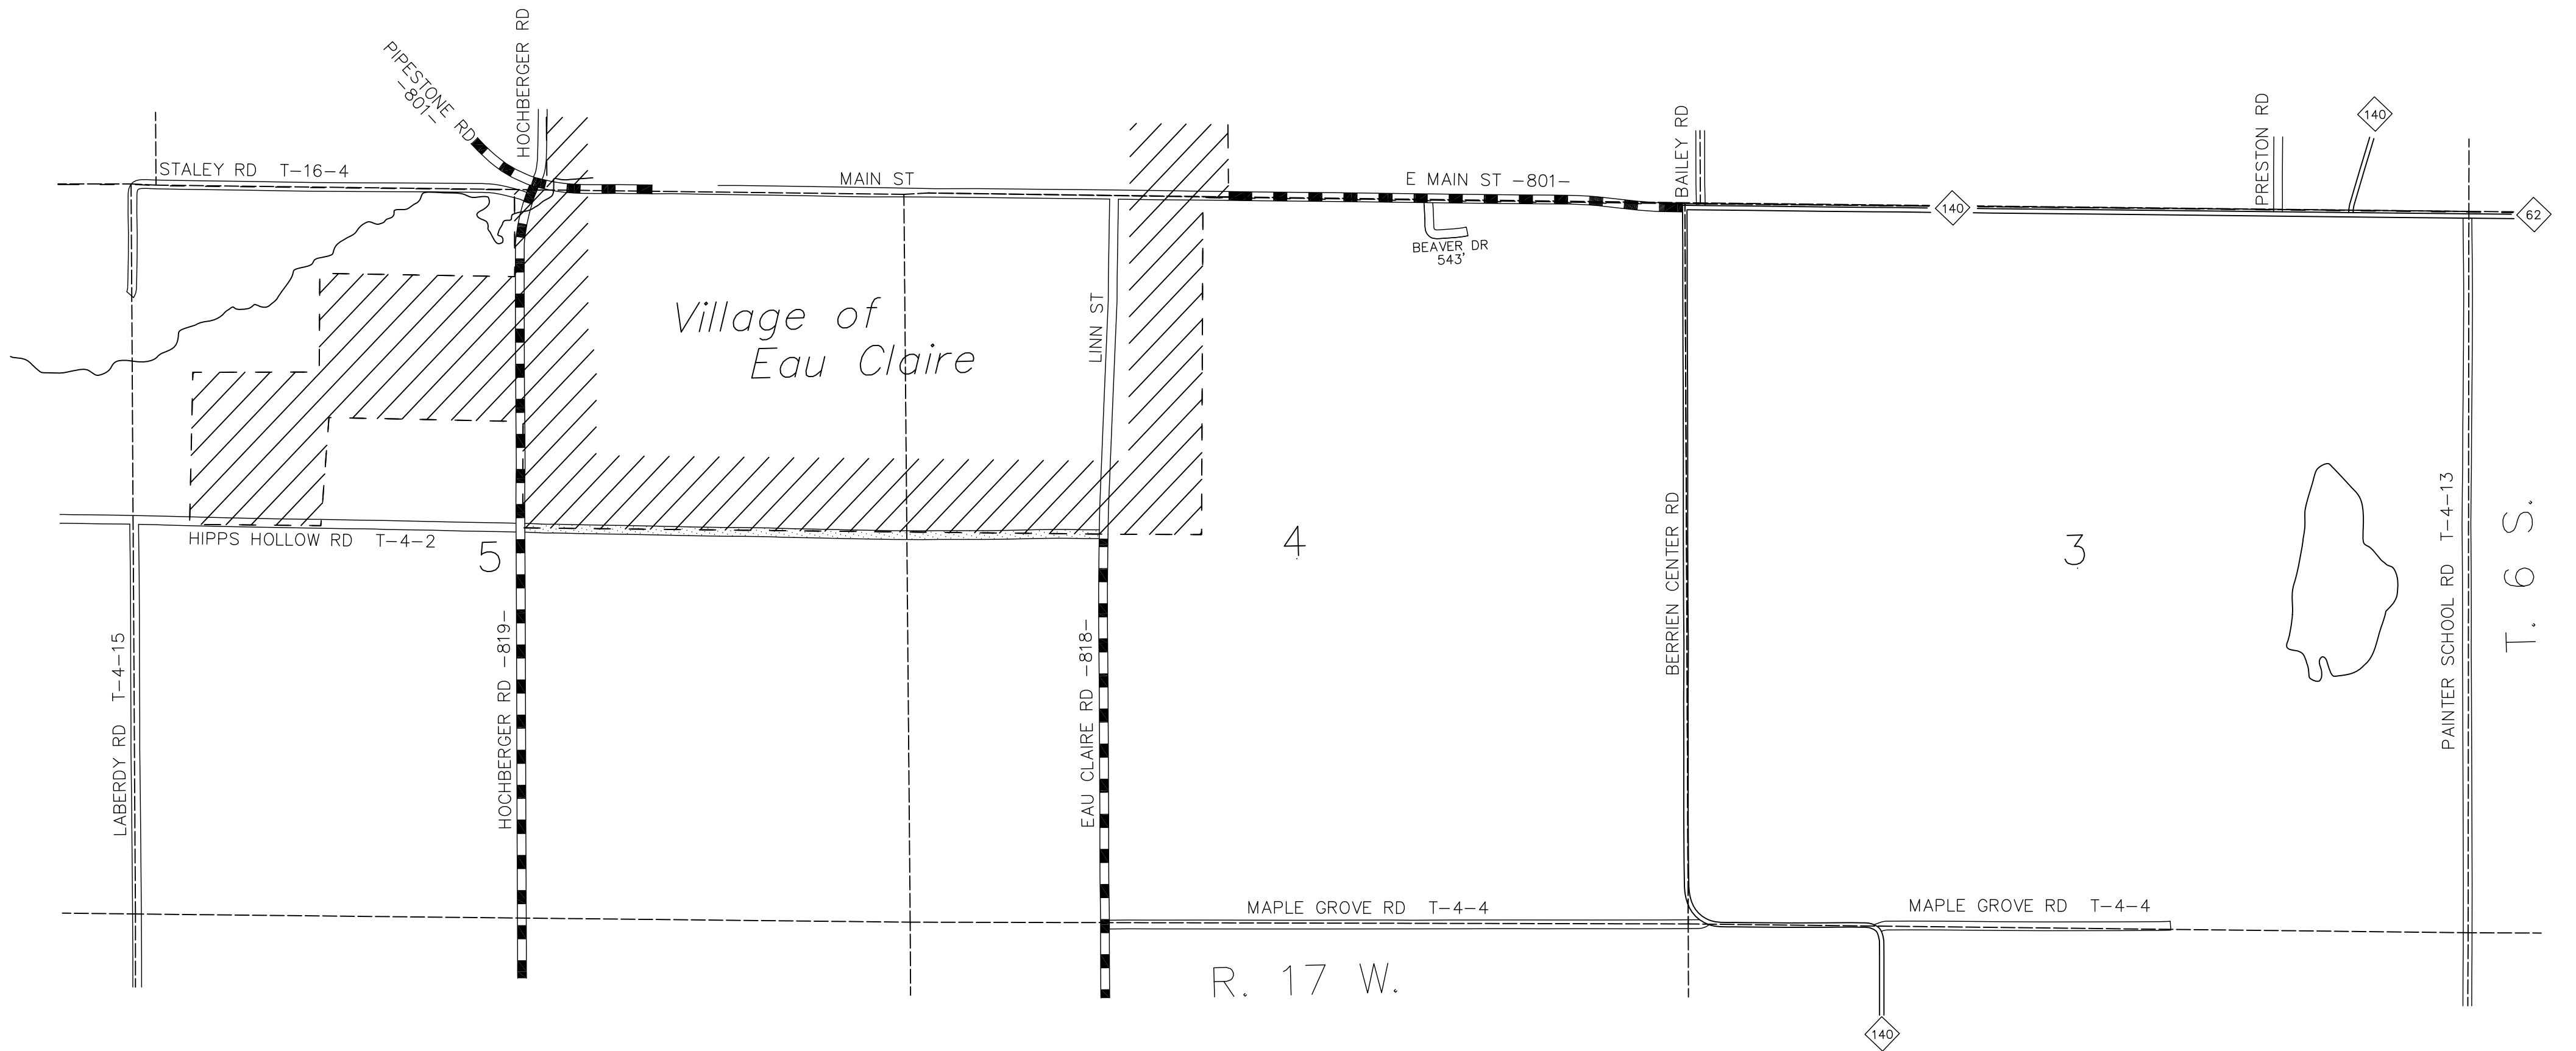 HOCHBERGER RD
PIPESTONE RD
-801-
BAILEY RD
PRESTON RD
140
STALEY RD T-16-4
MAIN ST
E MAIN ST -801-
140
62
BEAVER DR
543'
Village of
Eau Claire
LINN ST
HIPPS HOLLOW RD T-4-2
5
4
3
BERRIEN CENTER RD
PAINTER SCHOOL RD T-4-13
T. 6 S.
LABERDY RD T-4-15
HOCHBERGER RD -819-
EAU CLAIRE RD -818-
MAPLE GROVE RD T-4-4
MAPLE GROVE RD T-4-4
R. 17 W.
140